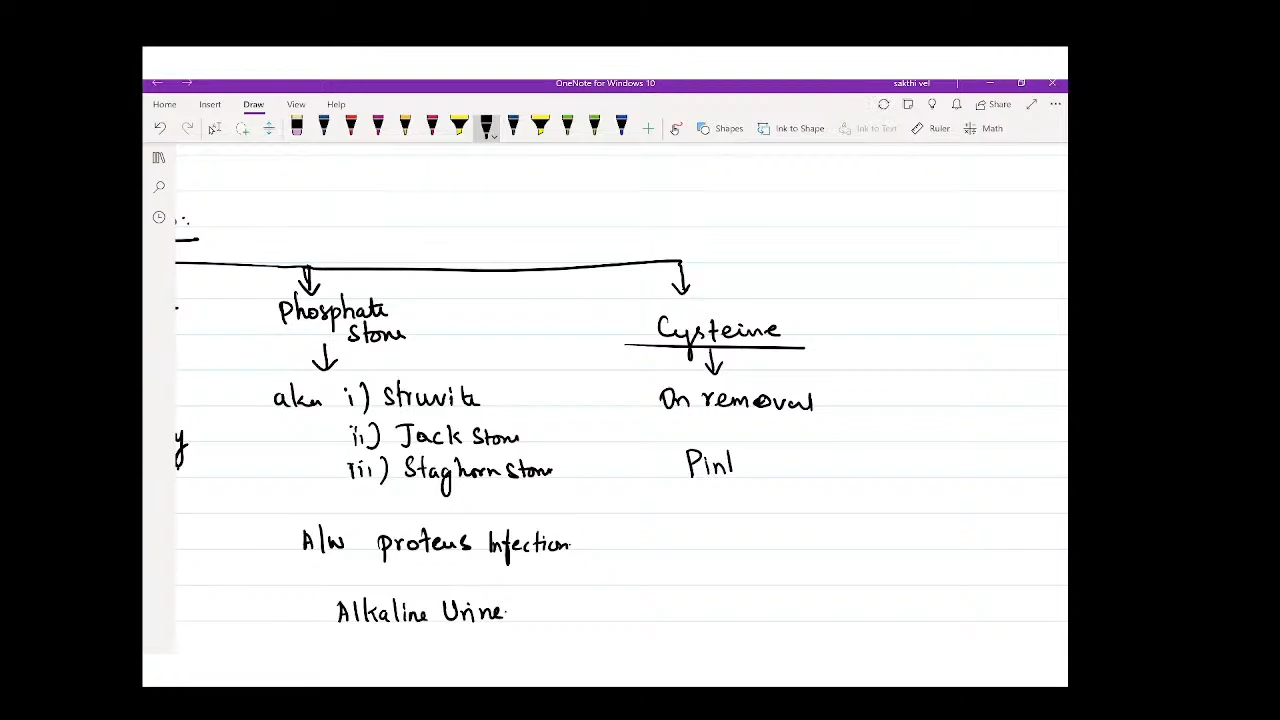 OneNote for Windows 10
sakthi vel
Home Insert Draw View Help
Share
Shapes Ink to Shape Ink to Text Ruler Math
Phosphate
Stone
Cysteine
aka i) Struvite
On removal
ii) Jack Stone
y
iii) Staghorn Stone
Pinl
A/w proteus Infection.
Alkaline Urine.